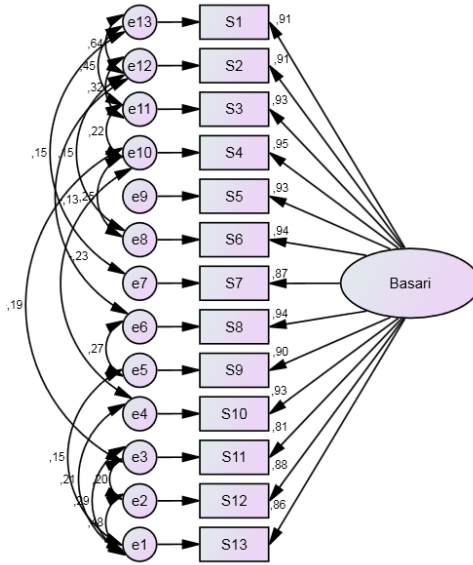 e13 S1 ,91
,64
,45 e12 S2 ,91
,32
e11 S3 ,93
,22
,15 ,15 e10 S4 ,95
e9 S5 ,93
,13 ,25
e8 S6 ,94
,23
e7 S7 ,87 Basari
,19
e6 S8 ,94
,27
e5 S9 ,90
e4 S10 ,93
e3 S11 ,81
,15
,21 ,20
e2 S12 ,88
,29
,86
e1 S13